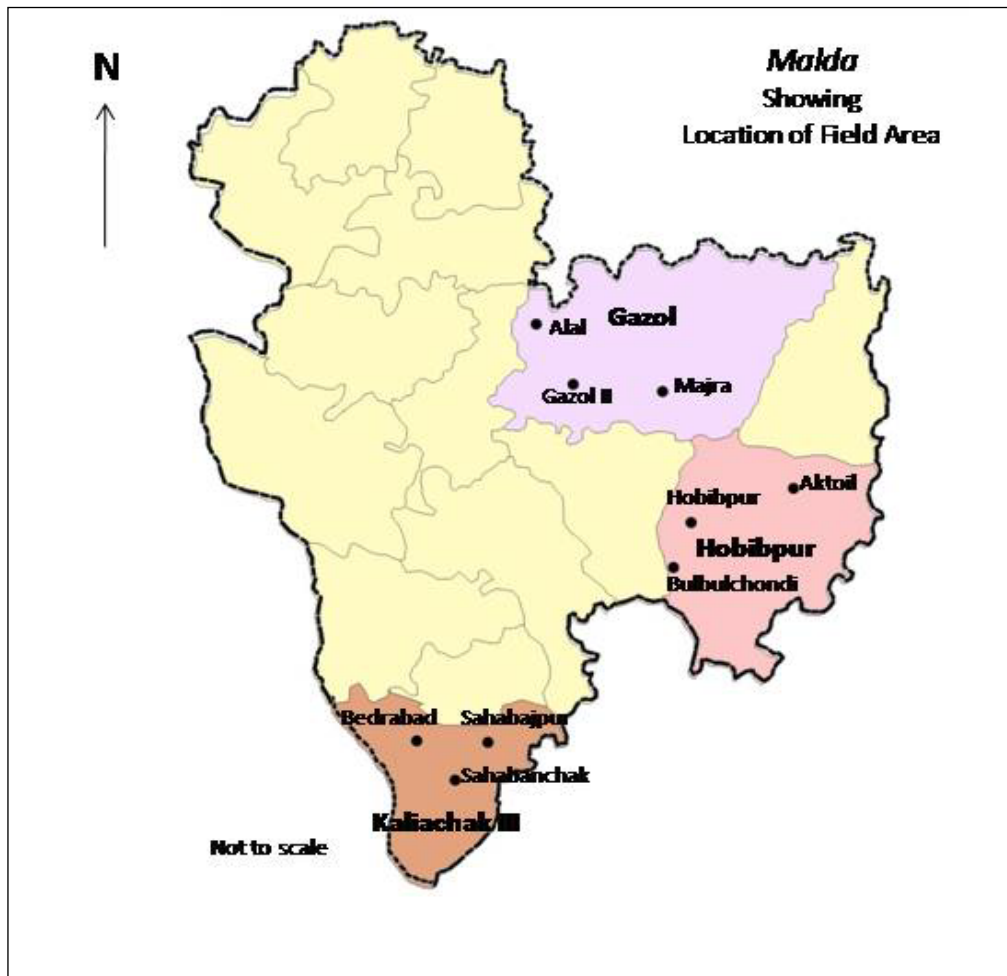 N
Malda
Showing
Location of Field Area
Gazol
Alal
Gazol II
Majra
Aktoil
Hobibpur
Hobibpur
Bulbulchondi
Bedrabad
Sahabajpur
Sahabanchak
Kaliachak III
Not to scale